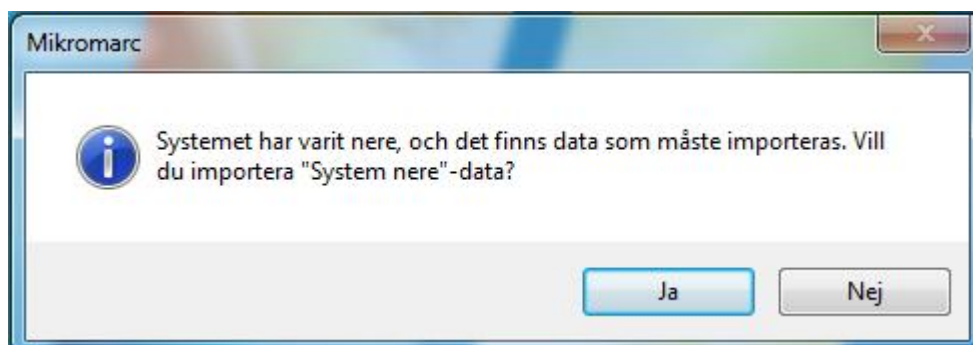 Mikromarc
Systemet har varit nere, och det finns data som måste importeras. Vill
du importera "System nere"-data?
Ja
Nej